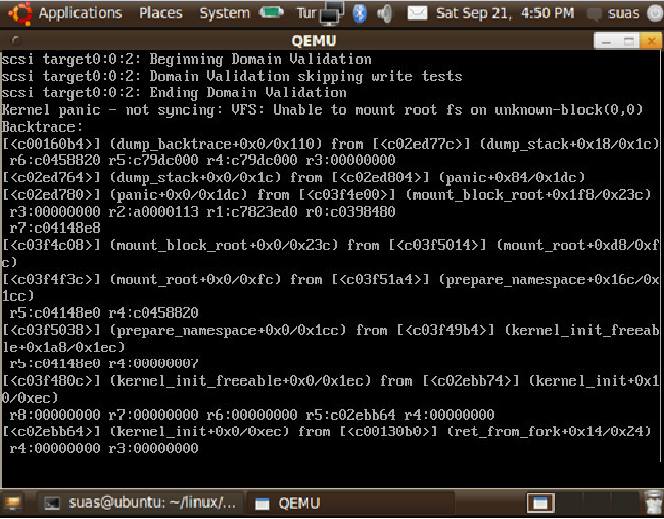 Applications Places System Tur Sat Sep 21, 4:50 PM suas
QEMU
scsi target0:0:2: Beginning Domain Validation
scsi target0:0:2: Domain Validation skipping write tests
scsi target0:0:2: Ending Domain Validation
Kernel panic - not syncing: VFS: Unable to mount root fs on unknown-block(0,0)
Backtrace:
[<c00160b4>] (dump_backtrace+0x0/0x110) from [<c02ed77c>] (dump_stack+0x18/0x1c)
r6:c0458820 r5:c79dc000 r4:c79dc000 r3:00000000
[<c02ed764>] (dump_stack+0x0/0x1c) from [<c02ed804>] (panic+0x84/0x1dc)
[<c02ed780>] (panic+0x0/0x1dc) from [<c03f4e00>] (mount_block_root+0x1f8/0x23c)
r3:00000000 r2:a0000113 r1:c7823ed0 r0:c0398480
r7:c04148e8
[<c03f4c08>] (mount_block_root+0x0/0x23c) from [<c03f5014>] (mount_root+0xd8/0xf
c)
[<c03f4f3c>] (mount_root+0x0/0xfc) from [<c03f51a4>] (prepare_namespace+0x16c/0x
1cc)
r5:c04148e0 r4:c0458820
[<c03f5038>] (prepare_namespace+0x0/0x1cc) from [<c03f49b4>] (kernel_init_freeab
le+0x1a8/0x1ec)
r5:c04148e0 r4:00000007
[<c03f480c>] (kernel_init_freeable+0x0/0x1ec) from [<c02ebb74>] (kernel_init+0x1
0/0xec)
r8:00000000 r7:00000000 r6:00000000 r5:c02ebb64 r4:00000000
[<c02ebb64>] (kernel_init+0x0/0xec) from [<c00130b0>] (ret_from_fork+0x14/0x24)
r4:00000000 r3:00000000
suas@ubuntu: ~/linux/... QEMU